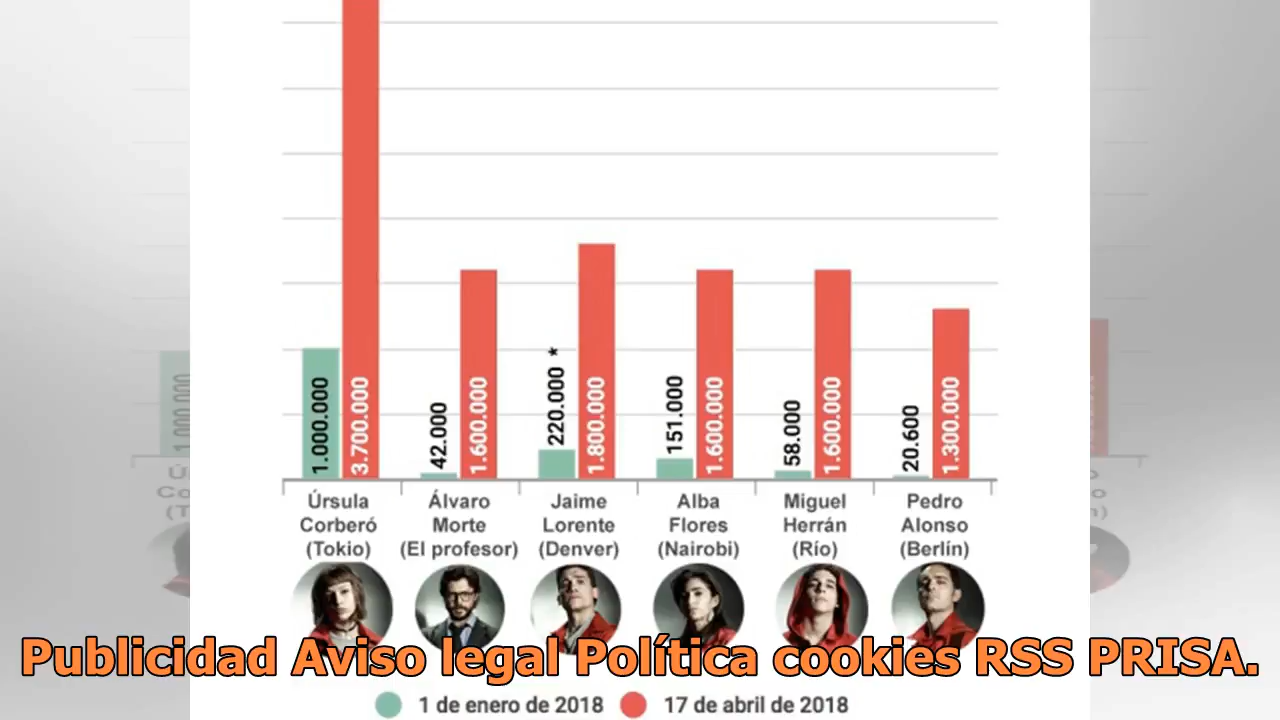 1.000.000
3.700.000
42.000
1.600.000
220.000 *
1.800.000
151.000
1.600.000
58.000
1.600.000
20.600
1.300.000
Úrsula
Corberó
(Tokio)
Álvaro
Morte
(El profesor)
Jaime
Lorente
(Denver)
Alba
Flores
(Nairobi)
Miguel
Herrán
(Río)
Pedro
Alonso
(Berlín)
Publicidad Aviso legal Política cookies RSS PRISA.
1 de enero de 2018
17 de abril de 2018